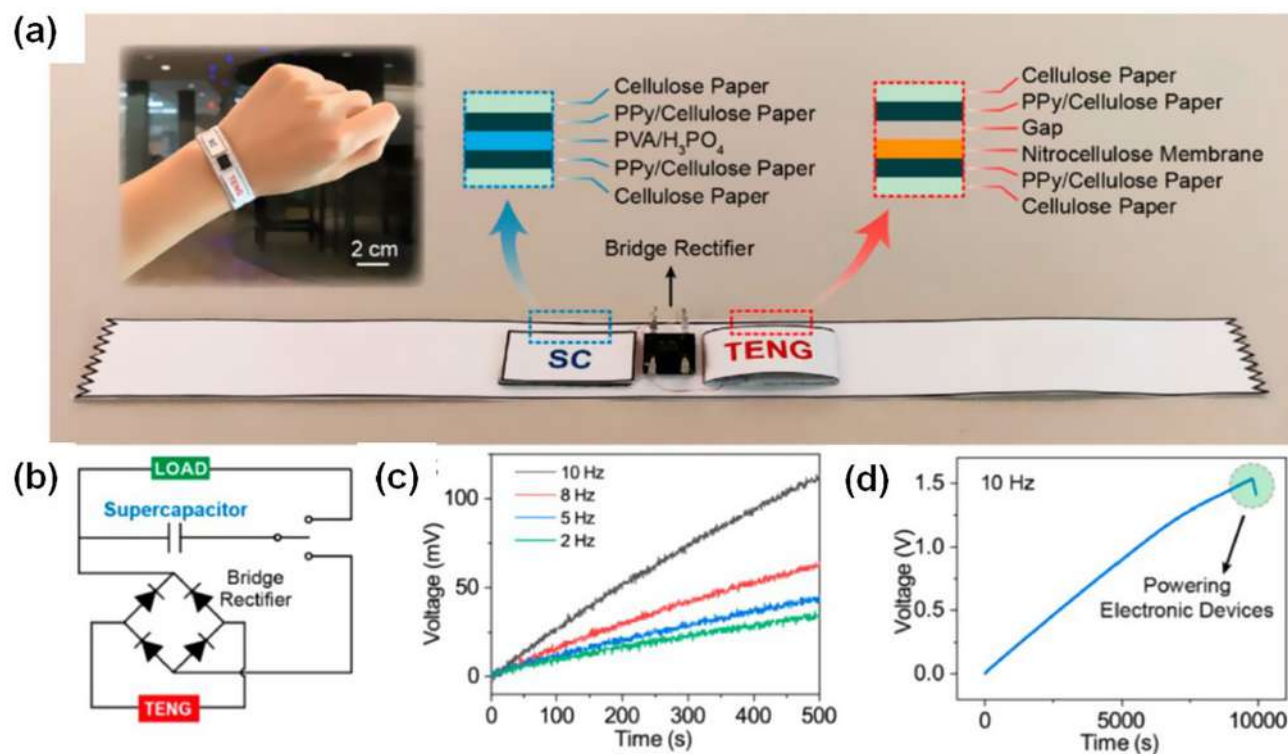 (a)
SC
TENG
2 cm
Cellulose Paper
PPy/Cellulose Paper
PVA/H₃PO₄
PPy/Cellulose Paper
Cellulose Paper
Cellulose Paper
PPy/Cellulose Paper
Gap
Nitrocellulose Membrane
PPy/Cellulose Paper
Cellulose Paper
Bridge Rectifier
SC
TENG
(b)
LOAD
Supercapacitor
Bridge
Rectifier
TENG
(c)
Voltage (mV)
100
50
0
10 Hz
8 Hz
5 Hz
2 Hz
0 100 200 300 400 500
Time (s)
(d)
10 Hz
Voltage (V)
1.5
1.0
0.5
0.0
Powering
Electronic Devices
0 5000 10000
Time (s)